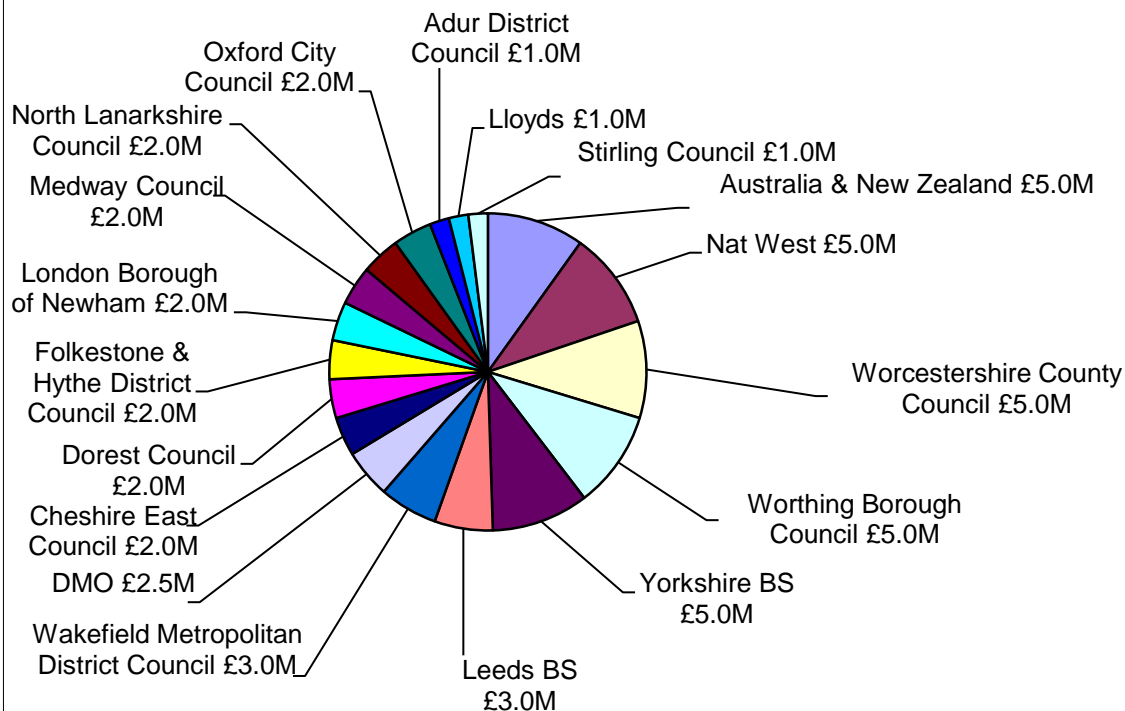 Adur District
Council £1.0M
Oxford City
Council £2.0M
North Lanarkshire
Council £2.0M
Lloyds £1.0M
Stirling Council £1.0M
Medway Council
£2.0M
Australia & New Zealand £5.0M
Nat West £5.0M
London Borough
of Newham £2.0M
Folkestone &
Hythe District
Council £2.0M
Worcestershire County
Council £5.0M
Dorest Council
£2.0M
Cheshire East
Council £2.0M
Worthing Borough
Council £5.0M
DMO £2.5M
Yorkshire BS
£5.0M
Wakefield Metropolitan
District Council £3.0M
Leeds BS
£3.0M